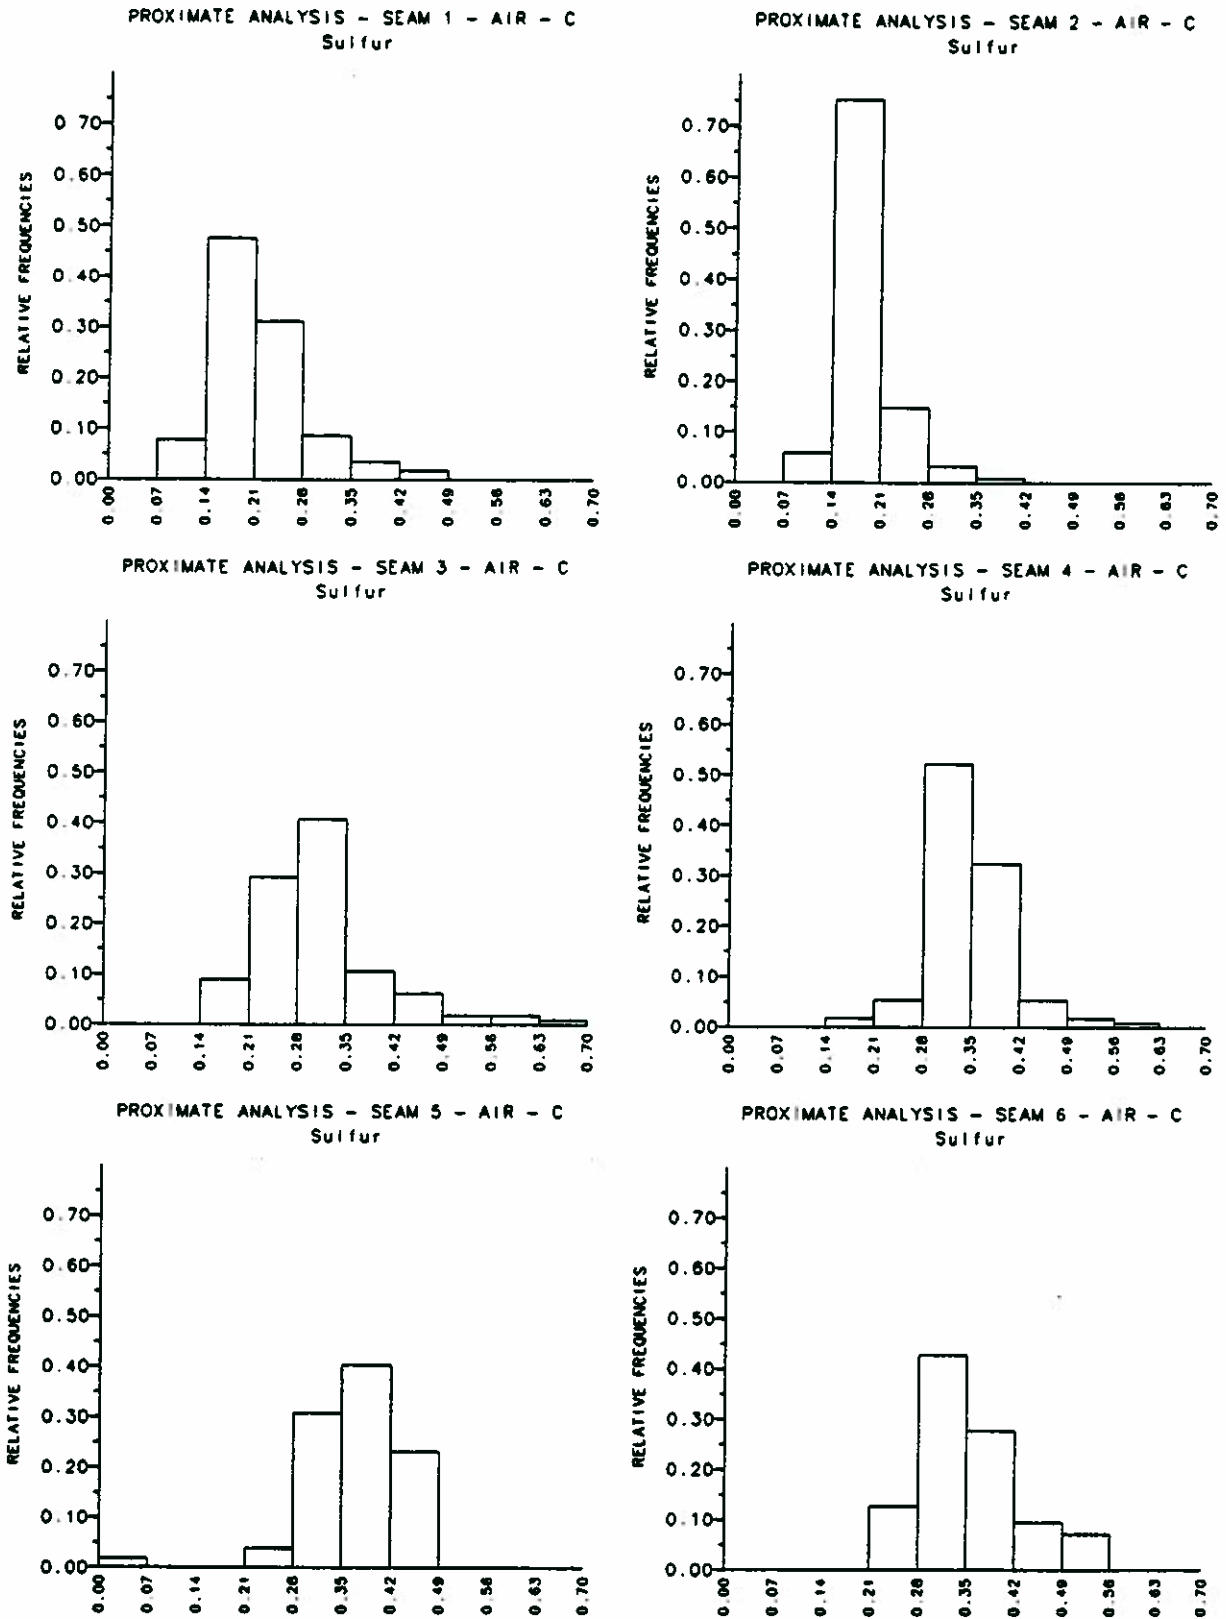 PROXIMATE ANALYSIS - SEAM 1 - AIR - C
Sulfur
RELATIVE FREQUENCIES
0.70
0.60
0.50
0.40
0.30
0.20
0.10
0.00
0.00 0.07 0.14 0.21 0.28 0.35 0.42 0.49 0.56 0.63 0.70
PROXIMATE ANALYSIS - SEAM 2 - AIR - C
Sulfur
RELATIVE FREQUENCIES
0.70
0.60
0.50
0.40
0.30
0.20
0.10
0.00
0.00 0.07 0.14 0.21 0.28 0.35 0.42 0.49 0.56 0.63 0.70
PROXIMATE ANALYSIS - SEAM 3 - AIR - C
Sulfur
RELATIVE FREQUENCIES
0.70
0.60
0.50
0.40
0.30
0.20
0.10
0.00
0.00 0.07 0.14 0.21 0.28 0.35 0.42 0.49 0.56 0.63 0.70
PROXIMATE ANALYSIS - SEAM 4 - AIR - C
Sulfur
RELATIVE FREQUENCIES
0.70
0.60
0.50
0.40
0.30
0.20
0.10
0.00
0.00 0.07 0.14 0.21 0.28 0.35 0.42 0.49 0.56 0.63 0.70
PROXIMATE ANALYSIS - SEAM 5 - AIR - C
Sulfur
RELATIVE FREQUENCIES
0.70
0.60
0.50
0.40
0.30
0.20
0.10
0.00
0.00 0.07 0.14 0.21 0.28 0.35 0.42 0.49 0.56 0.63 0.70
PROXIMATE ANALYSIS - SEAM 6 - AIR - C
Sulfur
RELATIVE FREQUENCIES
0.70
0.60
0.50
0.40
0.30
0.20
0.10
0.00
0.00 0.07 0.14 0.21 0.28 0.35 0.42 0.49 0.56 0.63 0.70